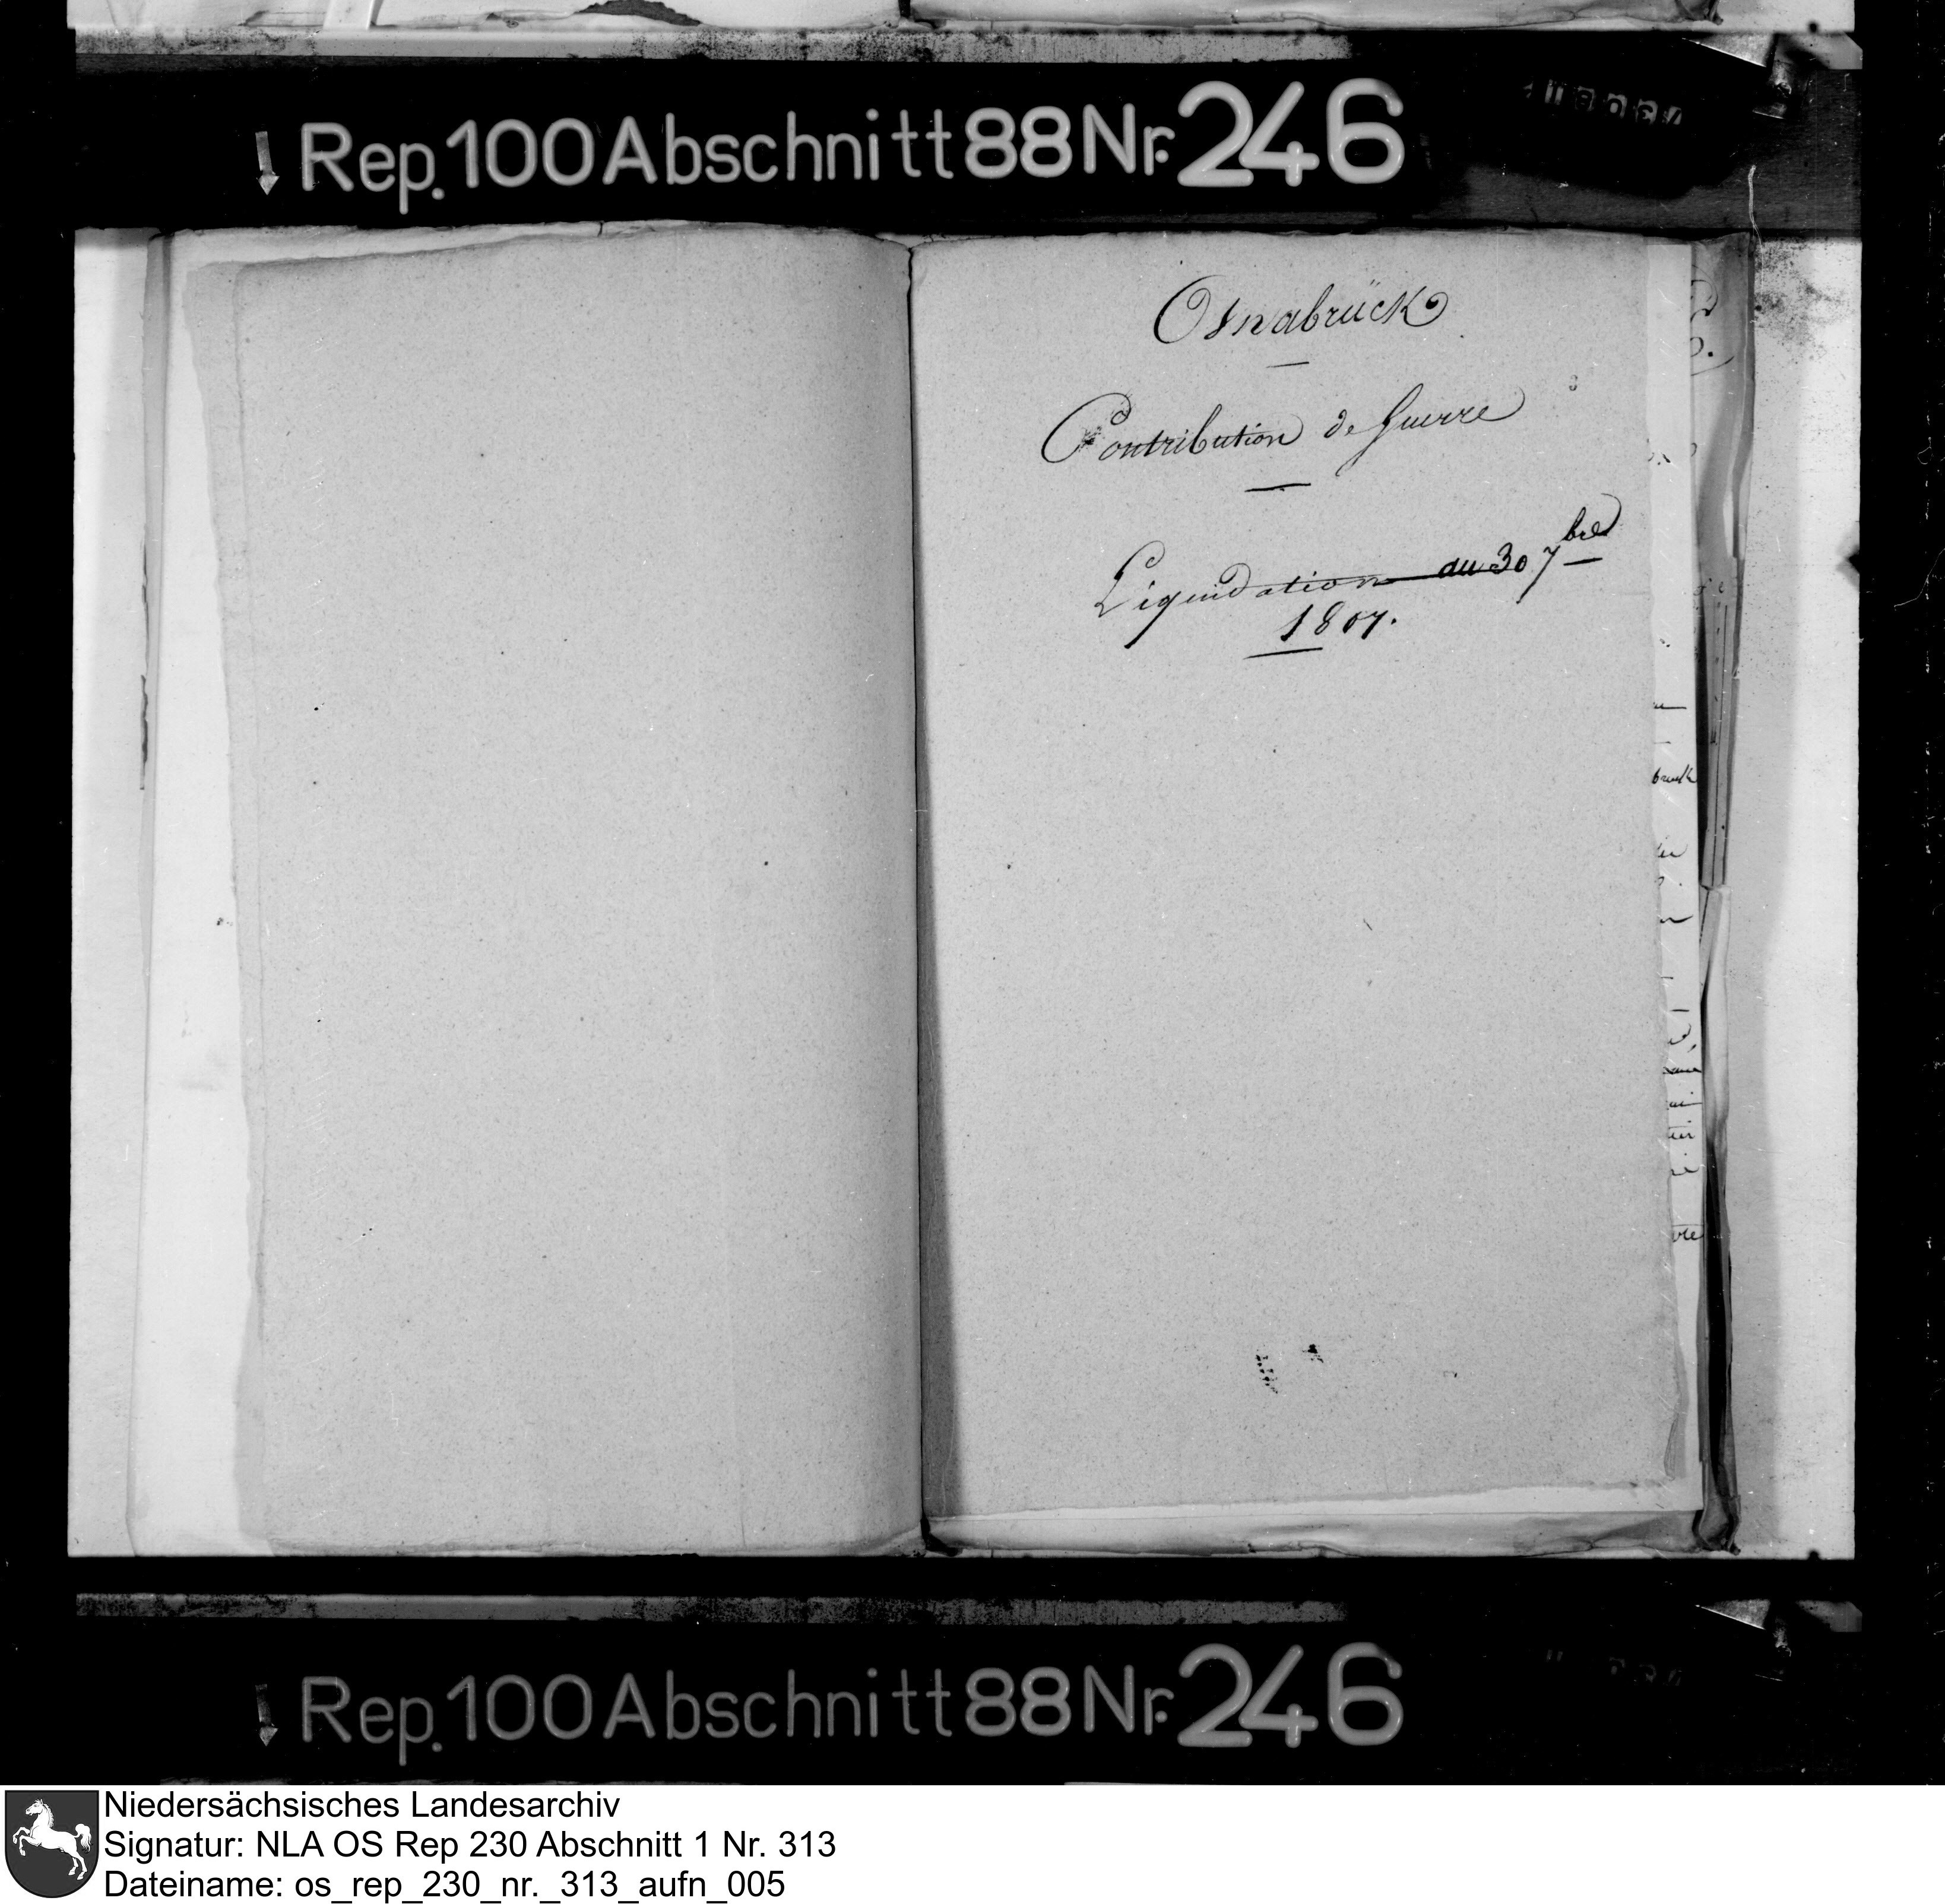 Rep. 100 Abschnitt 88 Nr. 246
Osnabrück
Contribution de Guerre
Liquidation du 30 7bre
1807.
Rep. 100 Abschnitt 88 Nr. 246
Niedersächsisches Landesarchiv
Signatur: NLA OS Rep 230 Abschnitt 1 Nr. 313
Dateiname: os_rep_230_nr._313_aufn_005